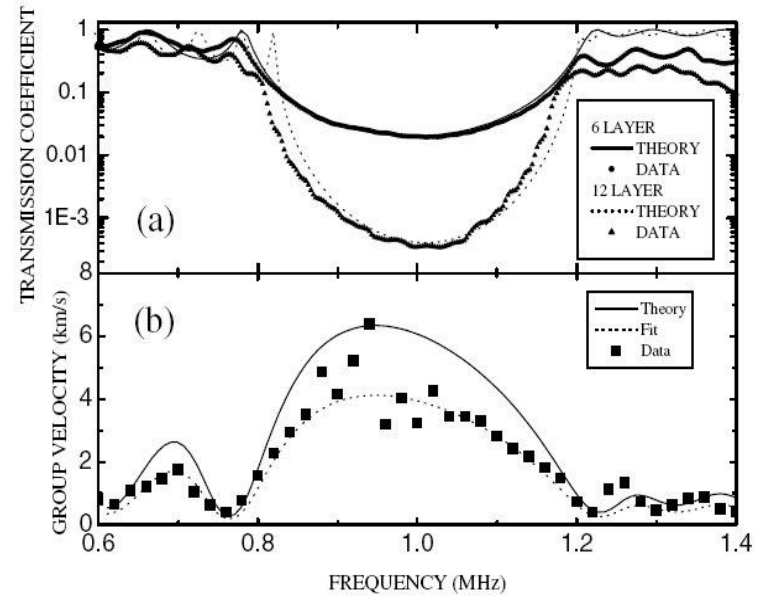 TRANSMISSION COEFFICIENT
1
0.1
0.01
1E-3
(a)
6 LAYER
THEORY
DATA
12 LAYER
THEORY
DATA
GROUP VELOCITY (km/s)
8
6
4
2
0
(b)
Theory
Fit
Data
0.6 0.8 1.0 1.2 1.4
FREQUENCY (MHz)